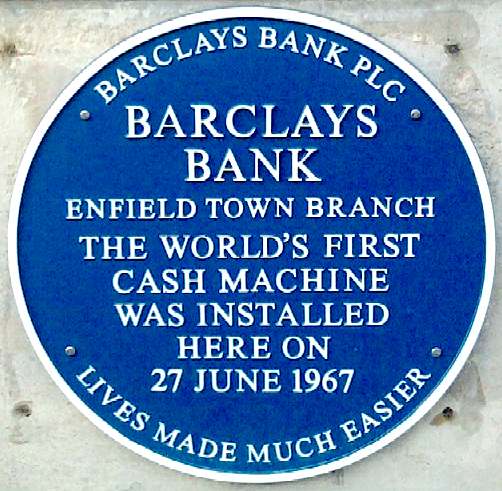 BARCLAYS BANK PLC
BARCLAYS
BANK
ENFIELD TOWN BRANCH
THE WORLD'S FIRST
CASH MACHINE
WAS INSTALLED
HERE ON
27 JUNE 1967
LIVES MADE MUCH EASIER